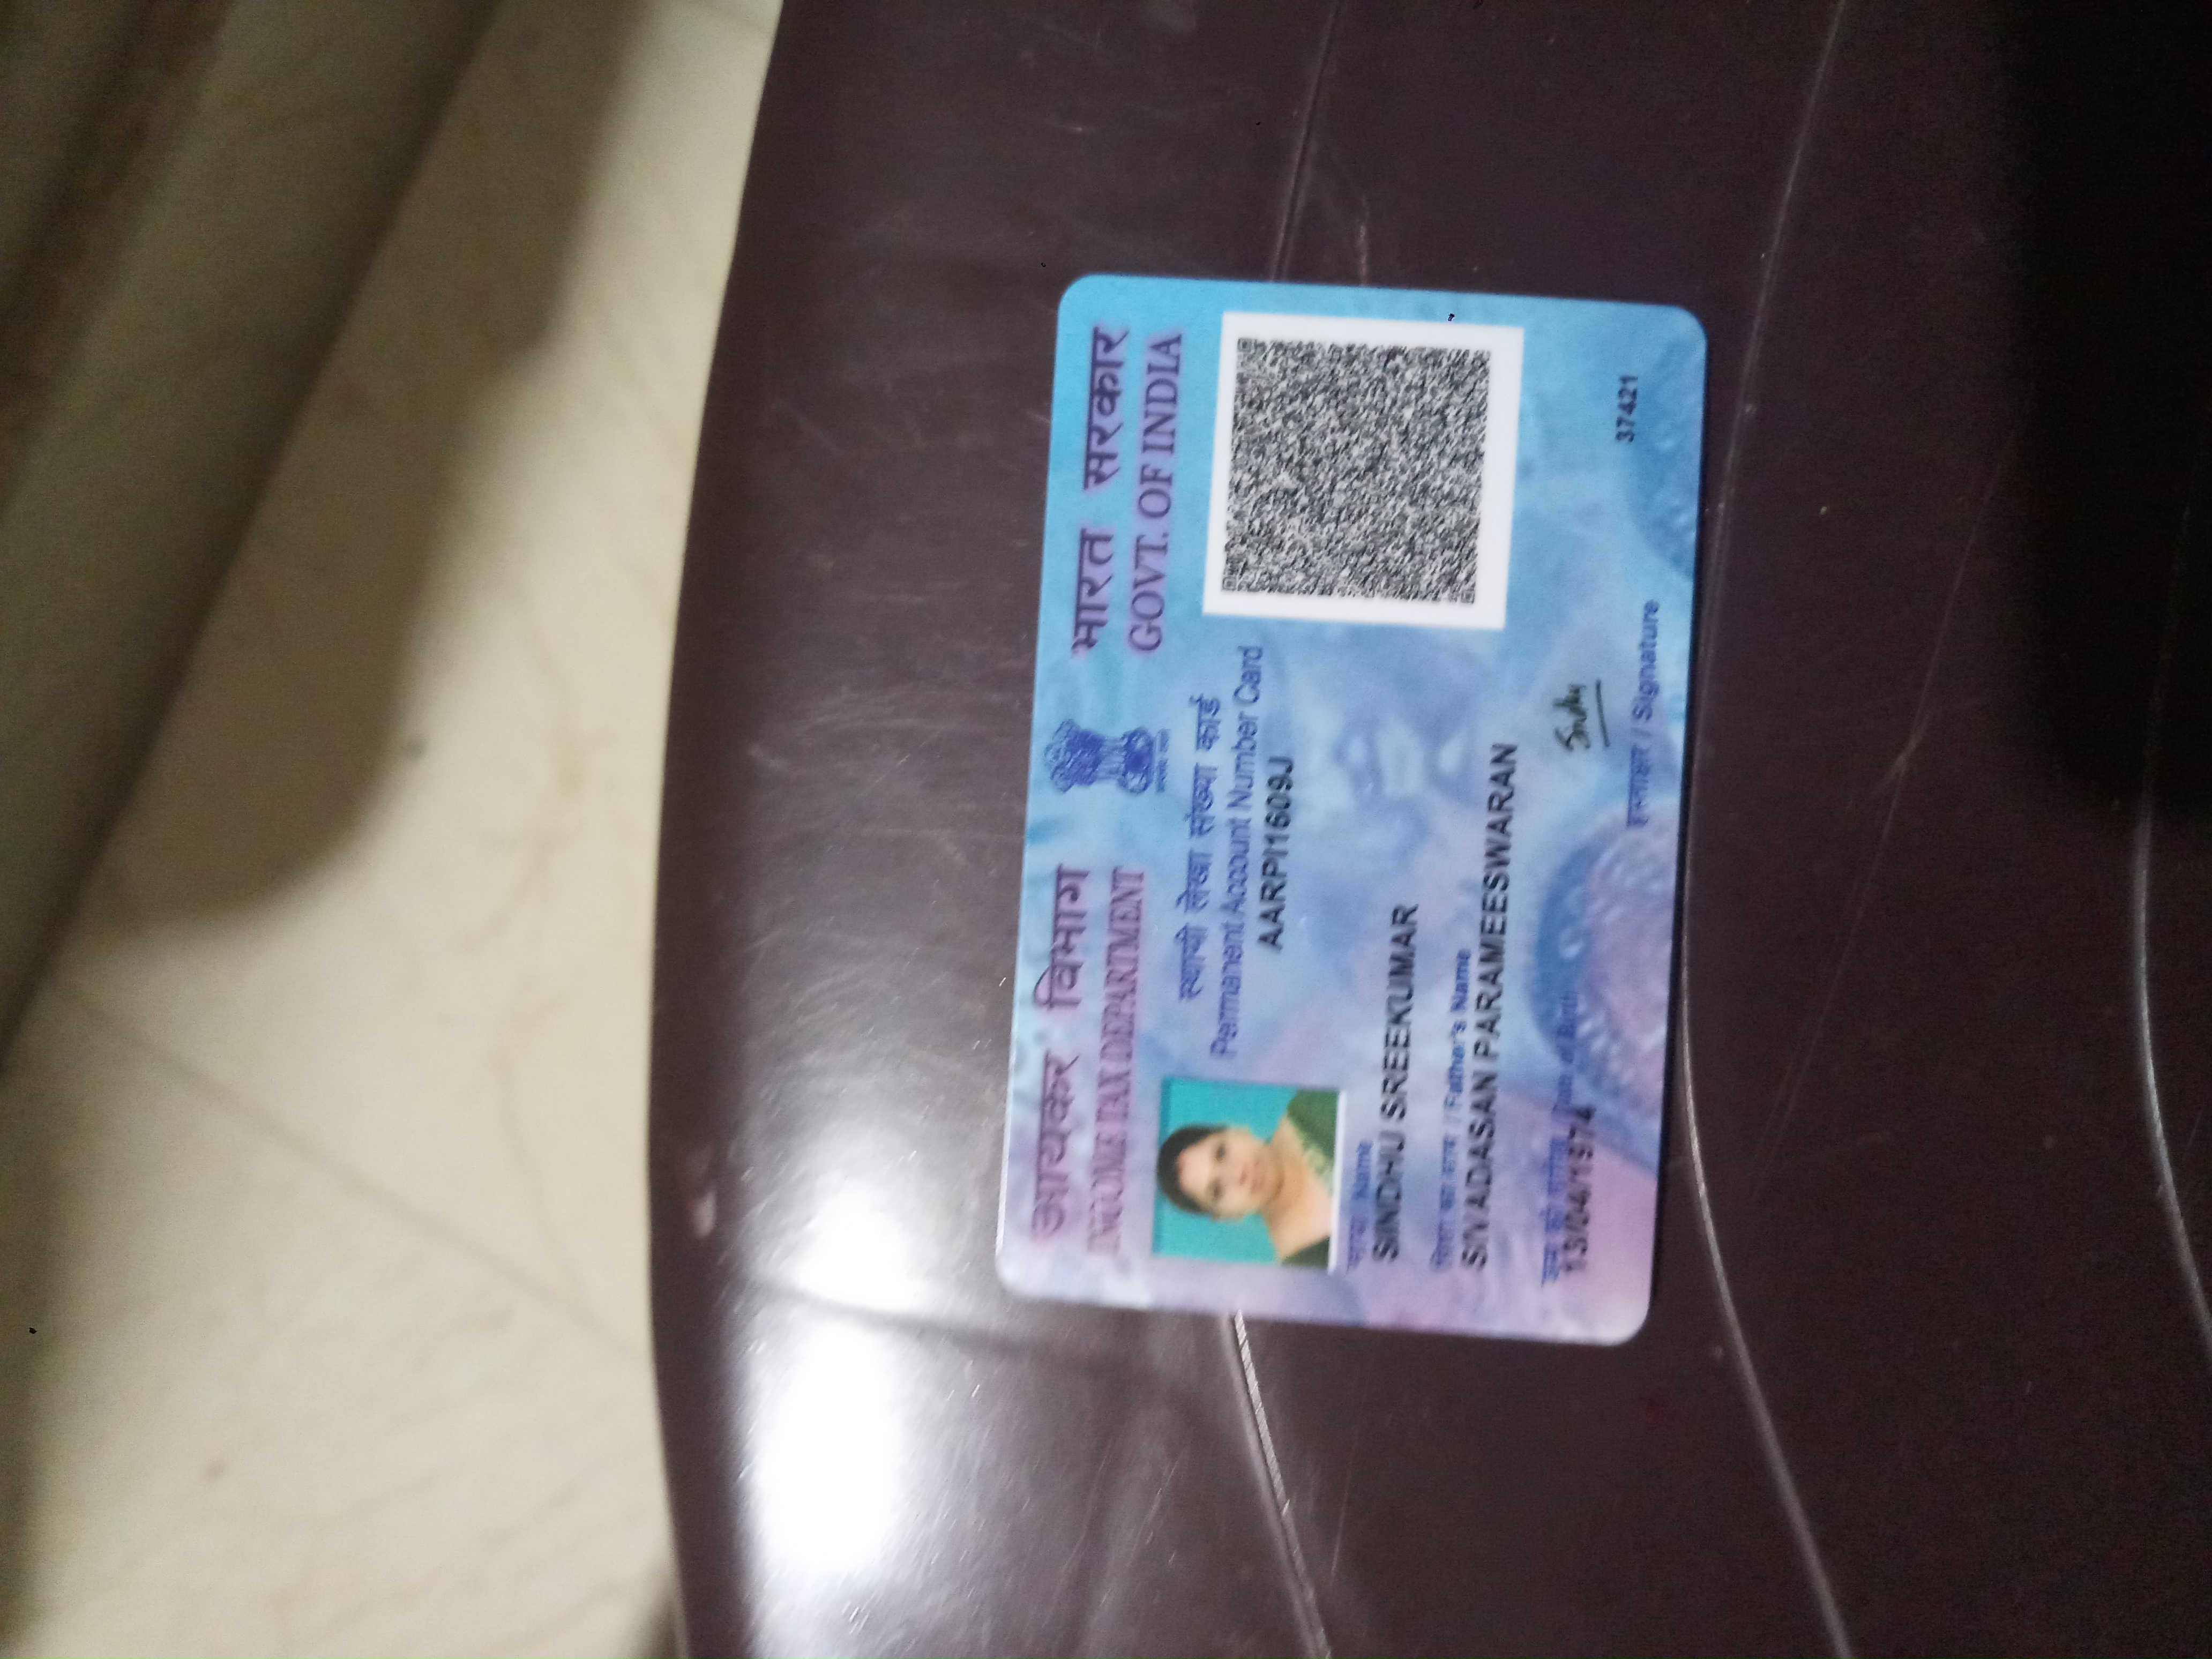 आयकर विभाग
INCOME TAX DEPARTMENT
भारत सरकार
GOVT. OF INDIA
स्थायी लेखा संख्या कार्ड
Permanent Account Number Card
AARPI1609J
नाम / Name
SINDHU SREEKUMAR
पिता का नाम / Father's Name
SIVADASAN PARAMEESWARAN
जन्म की तारीख / Date of Birth
13/04/1974
Sindhu
हस्ताक्षर / Signature
37421